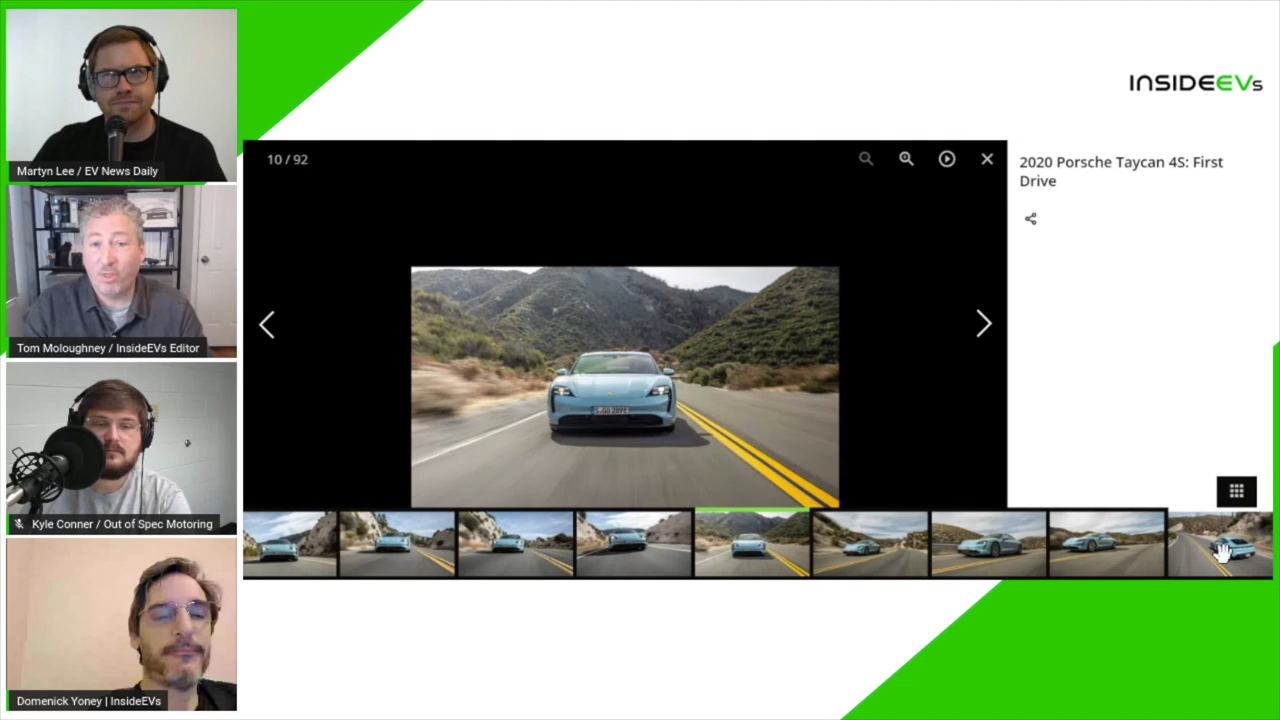 INSIDEEVs
10 / 92
2020 Porsche Taycan 4S: First
Drive
Martyn Lee / EV News Daily
Tom Moloughney / InsideEVs Editor
Kyle Conner / Out of Spec Motoring
Domenick Yoney | InsideEVs